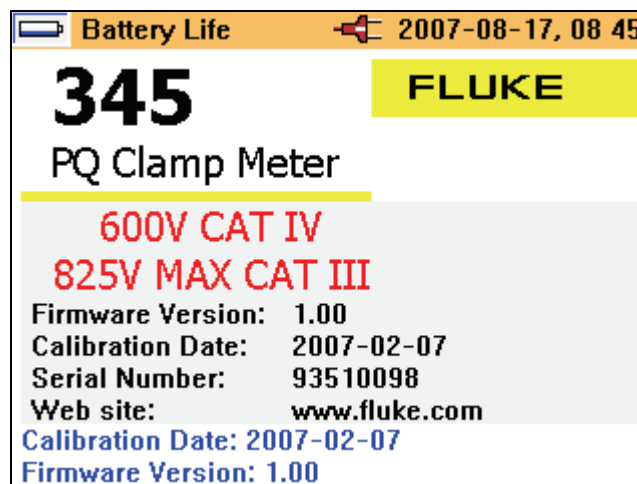 Battery Life 2007-08-17, 08 45
345 FLUKE
PQ Clamp Meter
600V CAT IV
825V MAX CAT III
Firmware Version: 1.00
Calibration Date: 2007-02-07
Serial Number: 93510098
Web site: www.fluke.com
Calibration Date: 2007-02-07
Firmware Version: 1.00